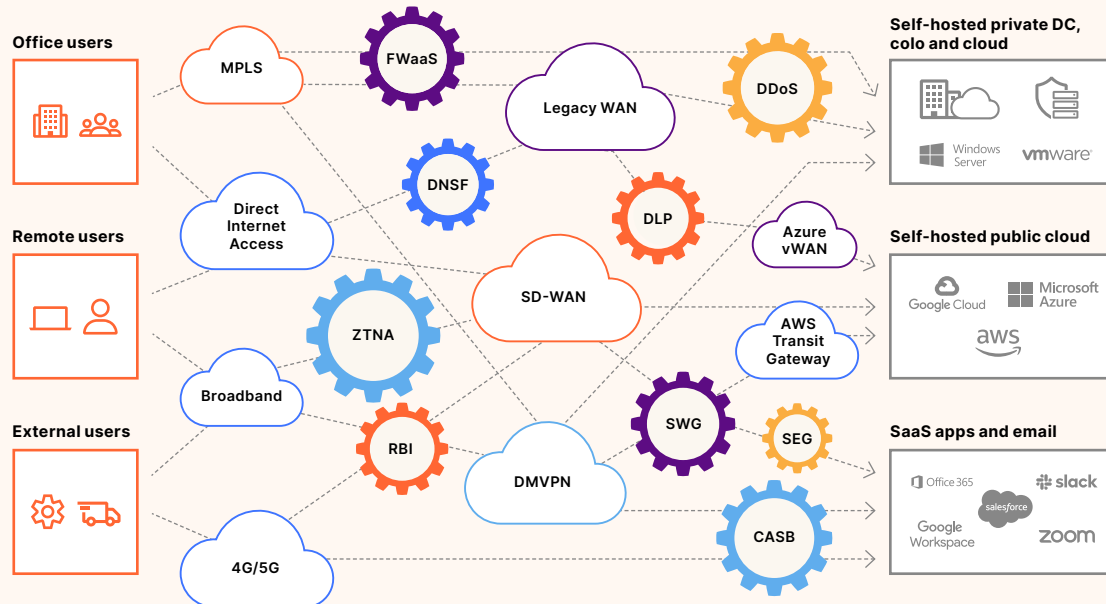 Office users
MPLS
FWaaS
Legacy WAN
DDoS
Self-hosted private DC,
colo and cloud
Windows
Server
vmware®
DNSF
Direct
Internet
Access
DLP
Azure
vWAN
Remote users
Self-hosted public cloud
Google Cloud
Microsoft
Azure
aws
SD-WAN
ZTNA
AWS
Transit
Gateway
Broadband
External users
RBI
DMVPN
SWG
SEG
SaaS apps and email
Office 365
slack
salesforce
Google
Workspace
zoom
CASB
4G/5G